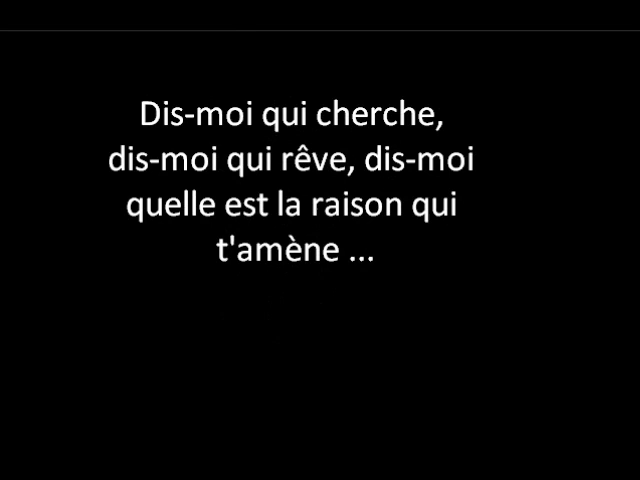 Dis-moi qui cherche,
dis-moi qui rêve, dis-moi
quelle est la raison qui
t'amène ...